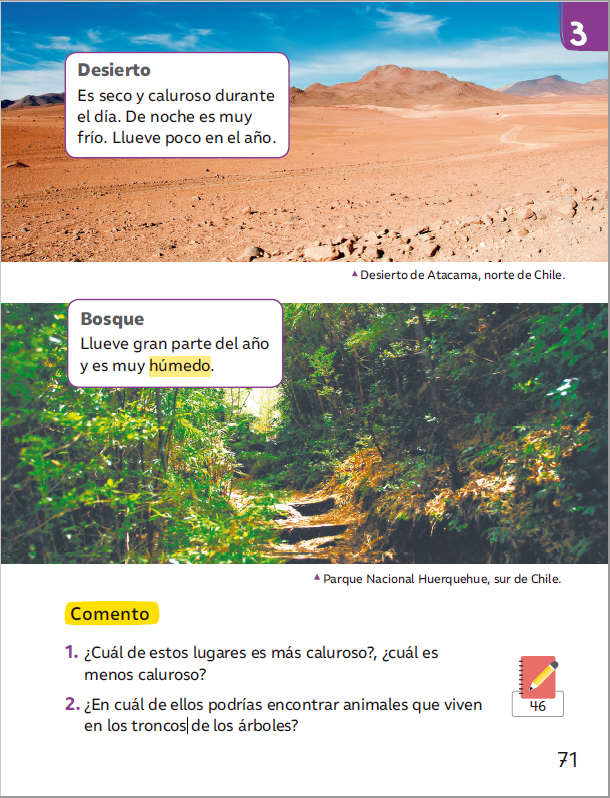 3
Desierto
Es seco y caluroso durante
el día. De noche es muy
frío. Llueve poco en el año.
▲ Desierto de Atacama, norte de Chile.
Bosque
Llueve gran parte del año
y es muy húmedo.
▲ Parque Nacional Huerquehue, sur de Chile.
Comento
1. ¿Cuál de estos lugares es más caluroso?, ¿cuál es
menos caluroso?
2. ¿En cuál de ellos podrías encontrar animales que viven
en los troncos de los árboles?
46
71